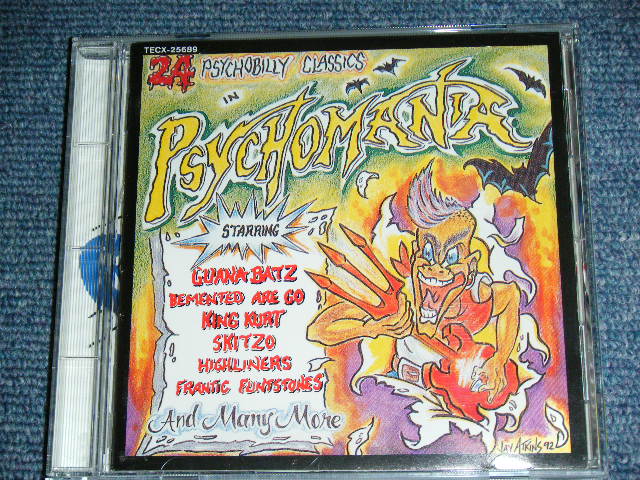 TECX-25689
24 PSYCHOBILLY CLASSICS
IN
PSYCHOMANIA
STARRING
GUANA BATZ
DEMENTED ARE GO
KING KURT
SKITZO
HIGHLINERS
FRANTIC FLINTSTONES
And Many More
JAY ATKINS 92